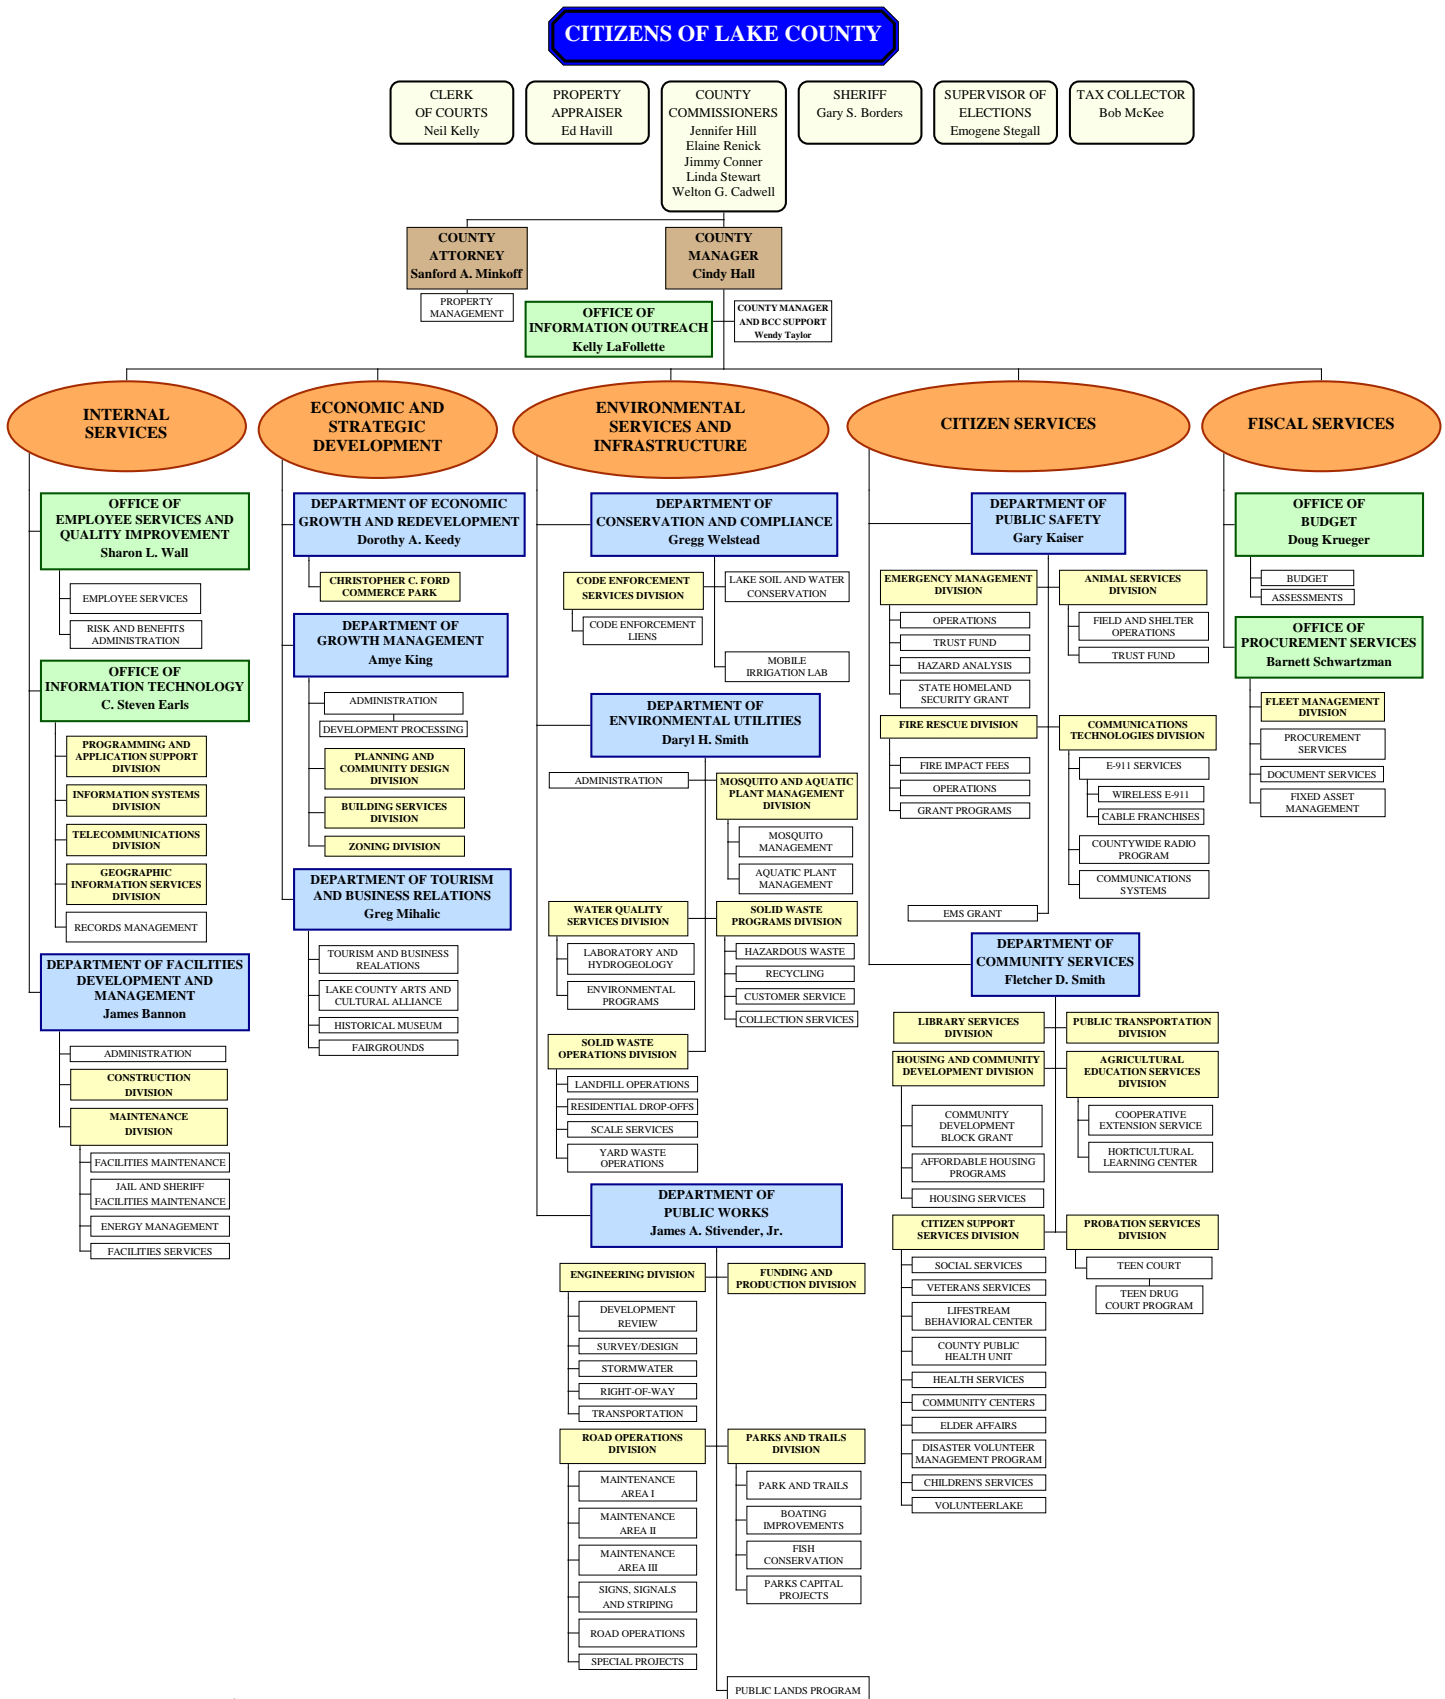 CITIZENS OF LAKE COUNTY
CLERK
OF COURTS
Neil Kelly
PROPERTY
APPRAISER
Ed Havill
COUNTY
COMMISSIONERS
Jennifer Hill
Elaine Renick
Jimmy Conner
Linda Stewart
Welton G. Cadwell
SHERIFF
Gary S. Borders
SUPERVISOR OF
ELECTIONS
Emogene Stegall
TAX COLLECTOR
Bob McKee
COUNTY
ATTORNEY
Sanford A. Minkoff
PROPERTY
MANAGEMENT
COUNTY
MANAGER
Cindy Hall
OFFICE OF
INFORMATION OUTREACH
Kelly LaFollette
COUNTY MANAGER
AND BCC SUPPORT
Wendy Taylor
INTERNAL
SERVICES
OFFICE OF
EMPLOYEE SERVICES AND
QUALITY IMPROVEMENT
Sharon L. Wall
EMPLOYEE SERVICES
RISK AND BENEFITS
ADMINISTRATION
OFFICE OF
INFORMATION TECHNOLOGY
C. Steven Earls
PROGRAMMING AND
APPLICATION SUPPORT
DIVISION
INFORMATION SYSTEMS
DIVISION
TELECOMMUNICATIONS
DIVISION
GEOGRAPHIC
INFORMATION SERVICES
DIVISION
RECORDS MANAGEMENT
DEPARTMENT OF FACILITIES
DEVELOPMENT AND
MANAGEMENT
James Bannon
ADMINISTRATION
CONSTRUCTION
DIVISION
MAINTENANCE
DIVISION
FACILITIES MAINTENANCE
JAIL AND SHERIFF
FACILITIES MAINTENANCE
ENERGY MANAGEMENT
FACILITIES SERVICES
ECONOMIC AND
STRATEGIC
DEVELOPMENT
DEPARTMENT OF ECONOMIC
GROWTH AND REDEVELOPMENT
Dorothy A. Keedy
CHRISTOPHER C. FORD
COMMERCE PARK
DEPARTMENT OF
GROWTH MANAGEMENT
Amye King
ADMINISTRATION
DEVELOPMENT PROCESSING
PLANNING AND
COMMUNITY DESIGN
DIVISION
BUILDING SERVICES
DIVISION
ZONING DIVISION
DEPARTMENT OF TOURISM
AND BUSINESS RELATIONS
Greg Mihalic
TOURISM AND BUSINESS
REALATIONS
LAKE COUNTY ARTS AND
CULTURAL ALLIANCE
HISTORICAL MUSEUM
FAIRGROUNDS
ENVIRONMENTAL
SERVICES AND
INFRASTRUCTURE
DEPARTMENT OF
CONSERVATION AND COMPLIANCE
Gregg Welstead
CODE ENFORCEMENT
SERVICES DIVISION
CODE ENFORCEMENT
LIENS
LAKE SOIL AND WATER
CONSERVATION
MOBILE
IRRIGATION LAB
DEPARTMENT OF
ENVIRONMENTAL UTILITIES
Daryl H. Smith
ADMINISTRATION
MOSQUITO AND AQUATIC
PLANT MANAGEMENT
DIVISION
MOSQUITO
MANAGEMENT
AQUATIC PLANT
MANAGEMENT
WATER QUALITY
SERVICES DIVISION
LABORATORY AND
HYDROGEOLOGY
ENVIRONMENTAL
PROGRAMS
SOLID WASTE
PROGRAMS DIVISION
HAZARDOUS WASTE
RECYCLING
CUSTOMER SERVICE
COLLECTION SERVICES
SOLID WASTE
OPERATIONS DIVISION
LANDFILL OPERATIONS
RESIDENTIAL DROP-OFFS
SCALE SERVICES
YARD WASTE
OPERATIONS
DEPARTMENT OF
PUBLIC WORKS
James A. Stivender, Jr.
ENGINEERING DIVISION
DEVELOPMENT
REVIEW
SURVEY/DESIGN
STORMWATER
RIGHT-OF-WAY
TRANSPORTATION
FUNDING AND
PRODUCTION DIVISION
ROAD OPERATIONS
DIVISION
MAINTENANCE
AREA I
MAINTENANCE
AREA II
MAINTENANCE
AREA III
SIGNS, SIGNALS
AND STRIPING
ROAD OPERATIONS
SPECIAL PROJECTS
PARKS AND TRAILS
DIVISION
PARK AND TRAILS
BOATING
IMPROVEMENTS
FISH
CONSERVATION
PARKS CAPITAL
PROJECTS
PUBLIC LANDS PROGRAM
CITIZEN SERVICES
DEPARTMENT OF
PUBLIC SAFETY
Gary Kaiser
EMERGENCY MANAGEMENT
DIVISION
OPERATIONS
TRUST FUND
HAZARD ANALYSIS
STATE HOMELAND
SECURITY GRANT
ANIMAL SERVICES
DIVISION
FIELD AND SHELTER
OPERATIONS
TRUST FUND
FIRE RESCUE DIVISION
FIRE IMPACT FEES
OPERATIONS
GRANT PROGRAMS
COMMUNICATIONS
TECHNOLOGIES DIVISION
E-911 SERVICES
WIRELESS E-911
CABLE FRANCHISES
COUNTYWIDE RADIO
PROGRAM
COMMUNICATIONS
SYSTEMS
EMS GRANT
DEPARTMENT OF
COMMUNITY SERVICES
Fletcher D. Smith
LIBRARY SERVICES
DIVISION
PUBLIC TRANSPORTATION
DIVISION
HOUSING AND COMMUNITY
DEVELOPMENT DIVISION
COMMUNITY
DEVELOPMENT
BLOCK GRANT
AFFORDABLE HOUSING
PROGRAMS
HOUSING SERVICES
AGRICULTURAL
EDUCATION SERVICES
DIVISION
COOPERATIVE
EXTENSION SERVICE
HORTICULTURAL
LEARNING CENTER
CITIZEN SUPPORT
SERVICES DIVISION
SOCIAL SERVICES
VETERANS SERVICES
LIFESTREAM
BEHAVIORAL CENTER
COUNTY PUBLIC
HEALTH UNIT
HEALTH SERVICES
COMMUNITY CENTERS
ELDER AFFAIRS
DISASTER VOLUNTEER
MANAGEMENT PROGRAM
CHILDREN'S SERVICES
VOLUNTEERLAKE
PROBATION SERVICES
DIVISION
TEEN COURT
TEEN DRUG
COURT PROGRAM
FISCAL SERVICES
OFFICE OF
BUDGET
Doug Krueger
BUDGET
ASSESSMENTS
OFFICE OF
PROCUREMENT SERVICES
Barnett Schwartzman
FLEET MANAGEMENT
DIVISION
PROCUREMENT
SERVICES
DOCUMENT SERVICES
FIXED ASSET
MANAGEMENT